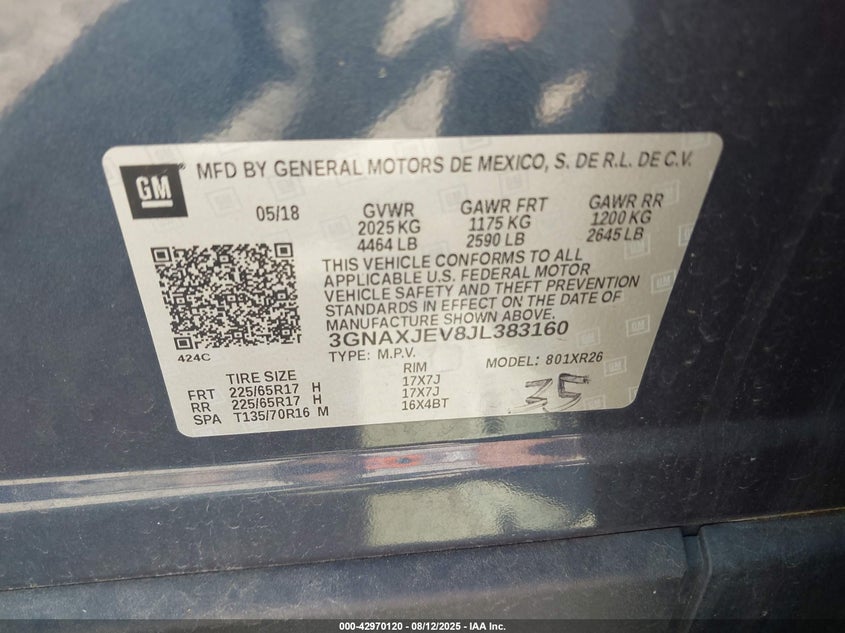 GM
MFD BY GENERAL MOTORS DE MEXICO, S. DE R.L. DE C.V.
05/18 GVWR GAWR FRT GAWR RR
2025 KG 1175 KG 1200 KG
4464 LB 2590 LB 2645 LB
THIS VEHICLE CONFORMS TO ALL
APPLICABLE U.S. FEDERAL MOTOR
VEHICLE SAFETY AND THEFT PREVENTION
STANDARDS IN EFFECT ON THE DATE OF
MANUFACTURE SHOWN ABOVE.
424C
3GNAXJEV8JL383160
TYPE: M.P.V. MODEL: 801XR26
TIRE SIZE RIM
FRT 225/65R17 H 17X7J
RR 225/65R17 H 17X7J
SPA T135/70R16 M 16X4BT
35
000-42970120 - 08/12/2025 - IAA Inc.